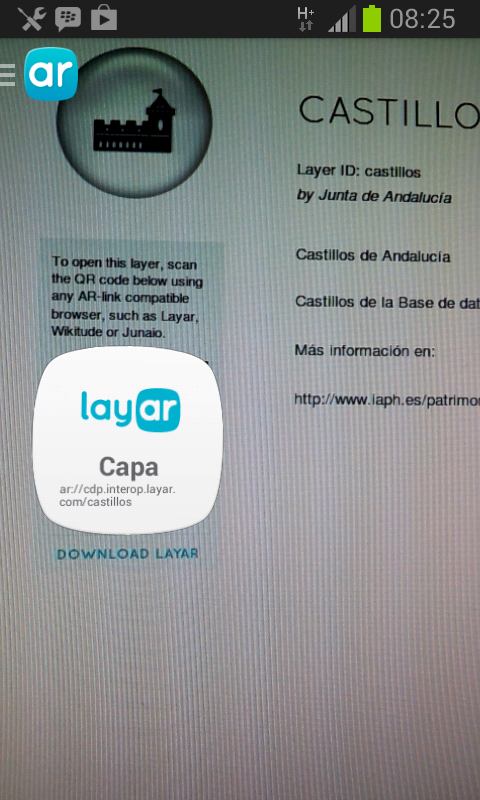 H+
08:25
ar
CASTILLO
Layer ID: castillos
by Junta de Andalucía
To open this layer, scan
the QR code below using
any AR-link compatible
browser, such as Layar,
Wikitude or Junaio.
Castillos de Andalucía
Castillos de la Base de dat
Más información en:
http://www.iaph.es/patrimo
layar
Capa
ar://cdp.interop.layar.
com/castillos
DOWNLOAD LAYAR